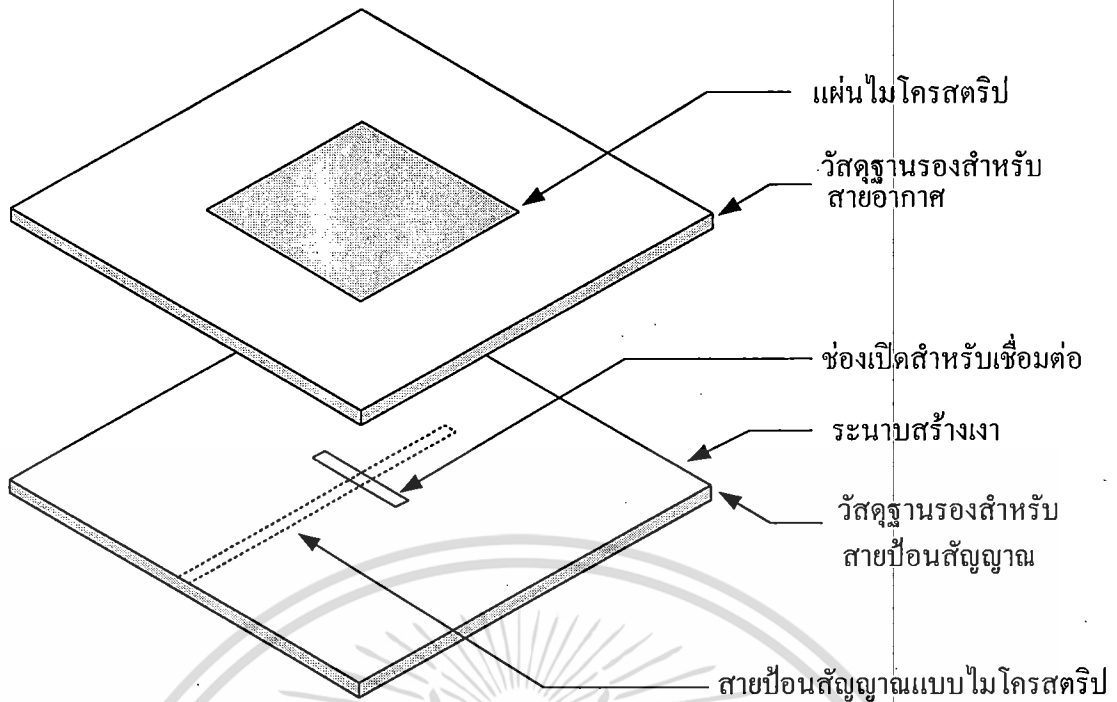 แผ่นไมโครสตริป
วัสดุฐานรองสำหรับ
สายอากาศ
ช่องเปิดสำหรับเชื่อมต่อ
ระนาบสร้างเงา
วัสดุฐานรองสำหรับ
สายป้อนสัญญาณ
สายป้อนสัญญาณแบบไมโครสตริป